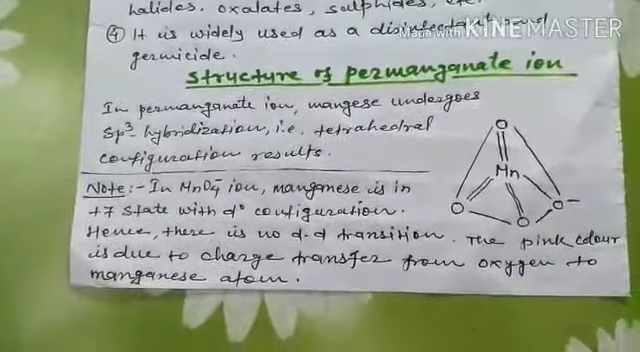 halides. oxalates, sulphides, etc.
④ It is widely used as a disinfectant and
germicide.
Made with KINEMASTER
Structure of permanganate ion
In permanganate ion, mangese undergoes
Sp³-hybridization, i.e. tetrahedral
configuration results.
O
Mn
O
O
O-
Note:- In MnO₄⁻ ion, manganese is in
+7 state with d° configuration.
Hence, there is no d-d transition. The pink colour
is due to charge transfer from oxygen to
manganese atom.